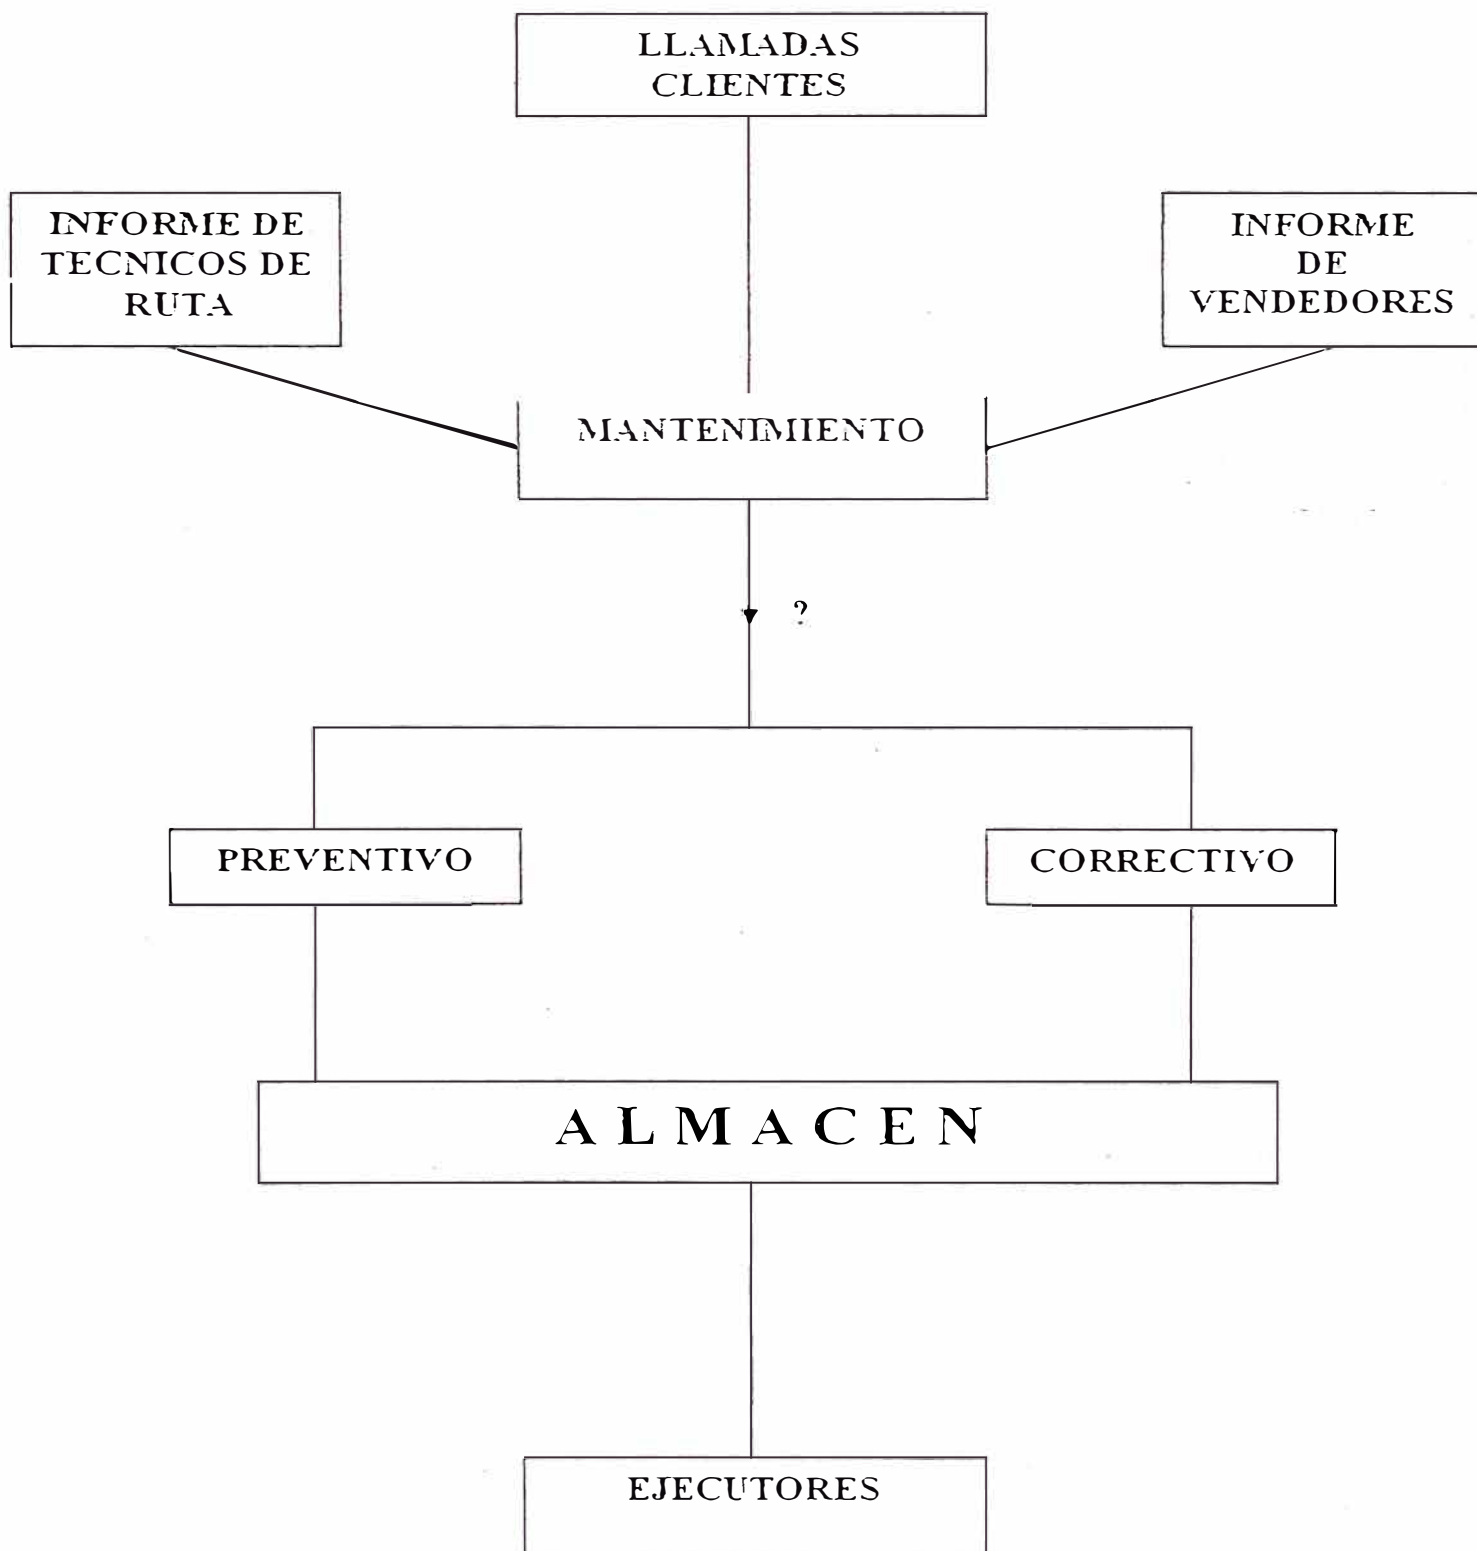 LLAMADAS
CLIENTES
INFORME DE
TECNICOS DE
RUTA
INFORME
DE
VENDEDORES
MANTENIMIENTO
?
PREVENTIVO
CORRECTIVO
ALMACEN
EJECUTORES